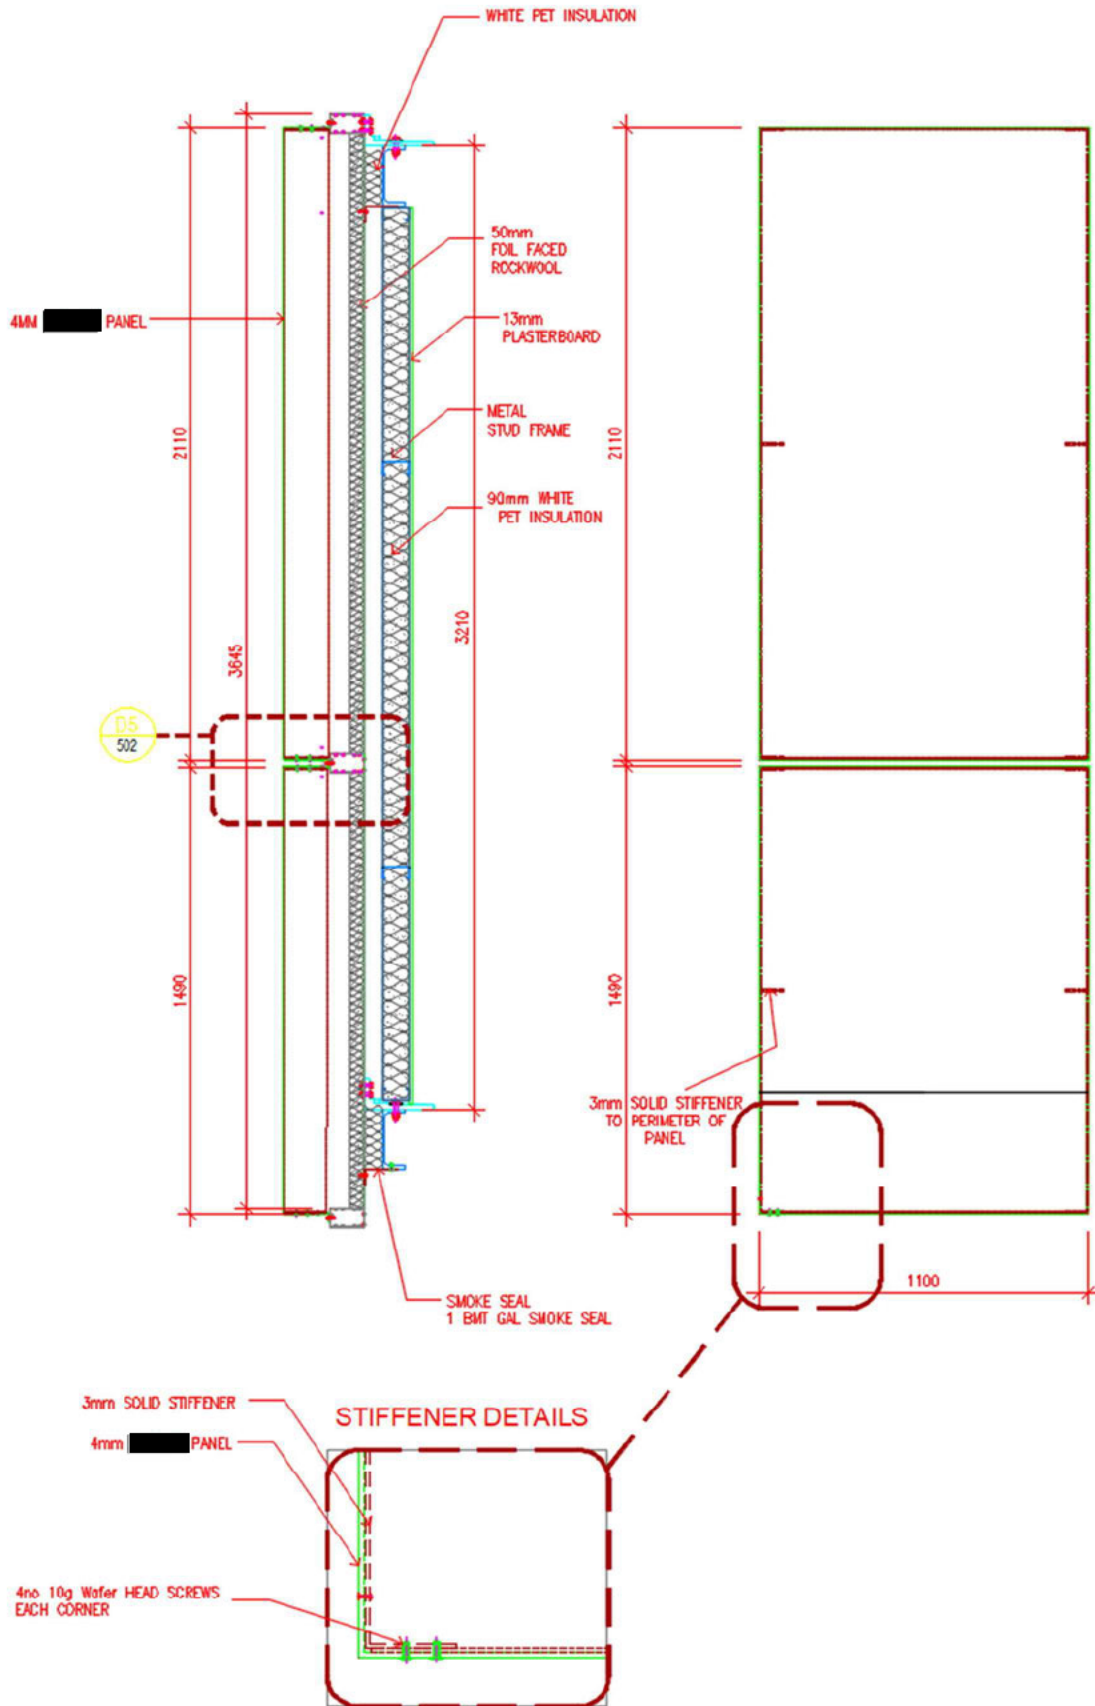 WHITE PET INSULATION
50mm
FOIL FACED
ROCKWOOL
4MM PANEL
13mm
PLASTERBOARD
METAL
STUD FRAME
90mm WHITE
PET INSULATION
2110
3645
3210
2110
D5
502
1490
1490
3mm SOLID STIFFENER
TO PERIMETER OF
PANEL
1100
SMOKE SEAL
1 BMT GAL SMOKE SEAL
3mm SOLID STIFFENER
STIFFENER DETAILS
4mm PANEL
4no 10g Wafer HEAD SCREWS
EACH CORNER